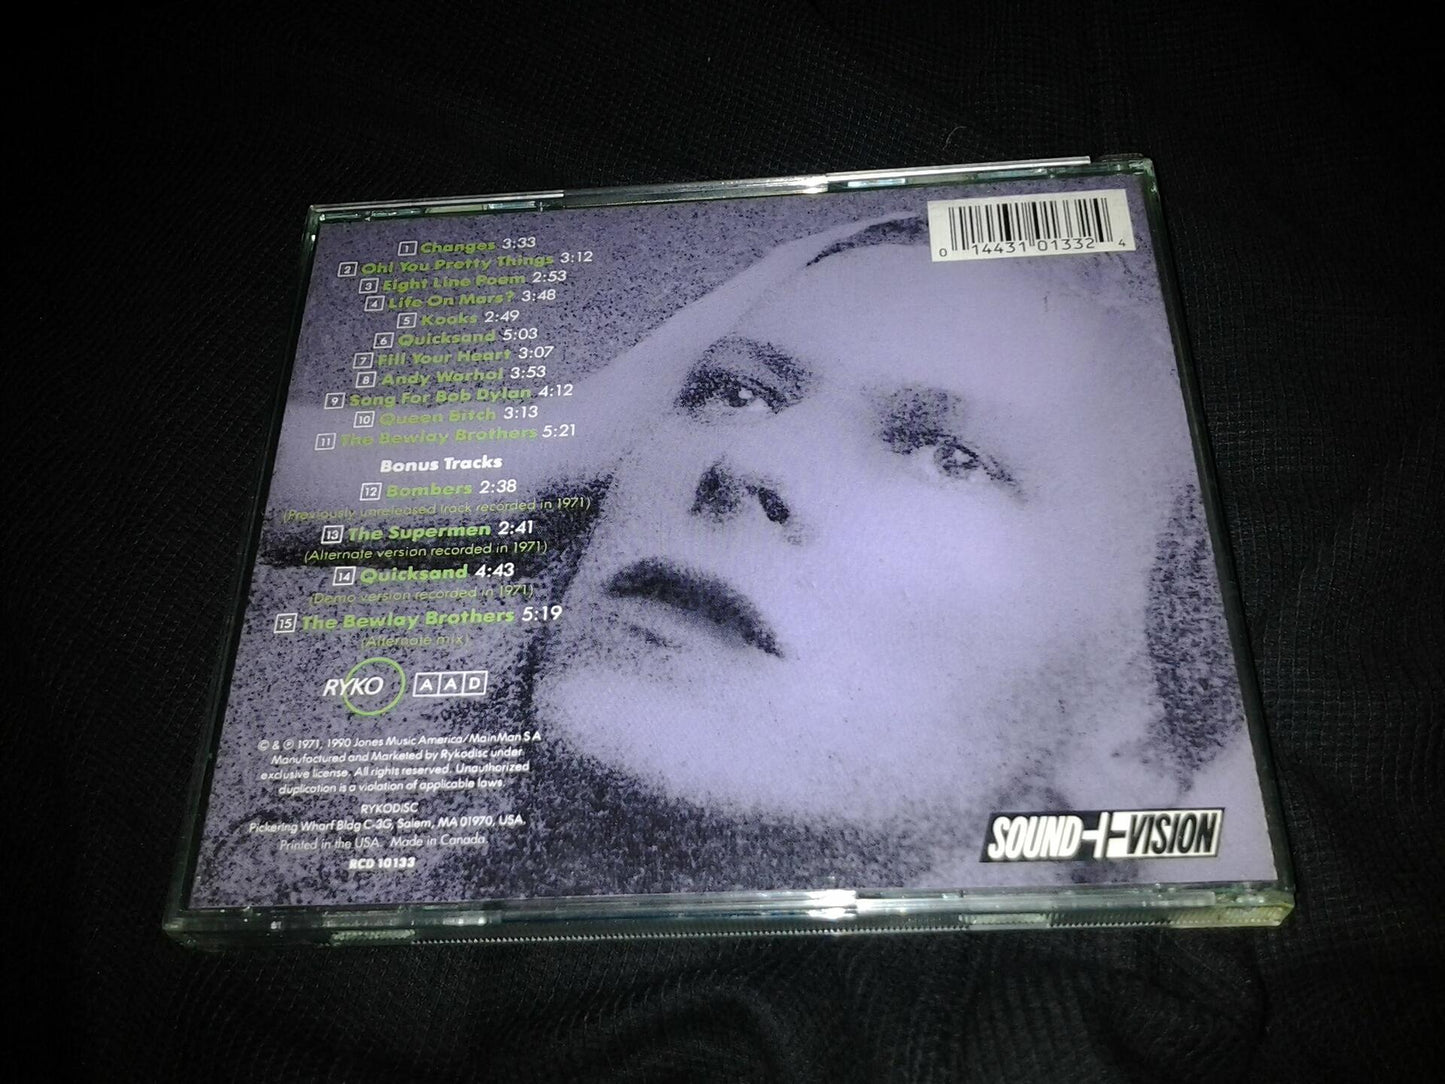 1 Changes 3:33
2 Oh! You Pretty Things 3:12
3 Eight Line Poem 2:53
4 Life On Mars? 3:48
5 Kooks 2:49
6 Quicksand 5:03
7 Fill Your Heart 3:07
8 Andy Warhol 3:53
9 Song For Bob Dylan 4:12
10 Queen Bitch 3:13
11 The Bewlay Brothers 5:21
Bonus Tracks
12 Bombers 2:38
(Previously unreleased track recorded in 1971)
13 The Supermen 2:41
(Alternate version recorded in 1971)
14 Quicksand 4:43
(Demo version recorded in 1971)
15 The Bewlay Brothers 5:19
(Alternate mix)
RYKO AAD
© & ℗ 1971, 1990 Jones Music America/MainMan S A
Manufactured and Marketed by Rykodisc under
exclusive license. All rights reserved. Unauthorized
duplication is a violation of applicable laws.
RYKODISC
Pickering Wharf Bldg C-3G, Salem, MA 01970, USA.
Printed in the USA. Made in Canada.
RCD 10133
0 14431 01332 4
SOUND+VISION